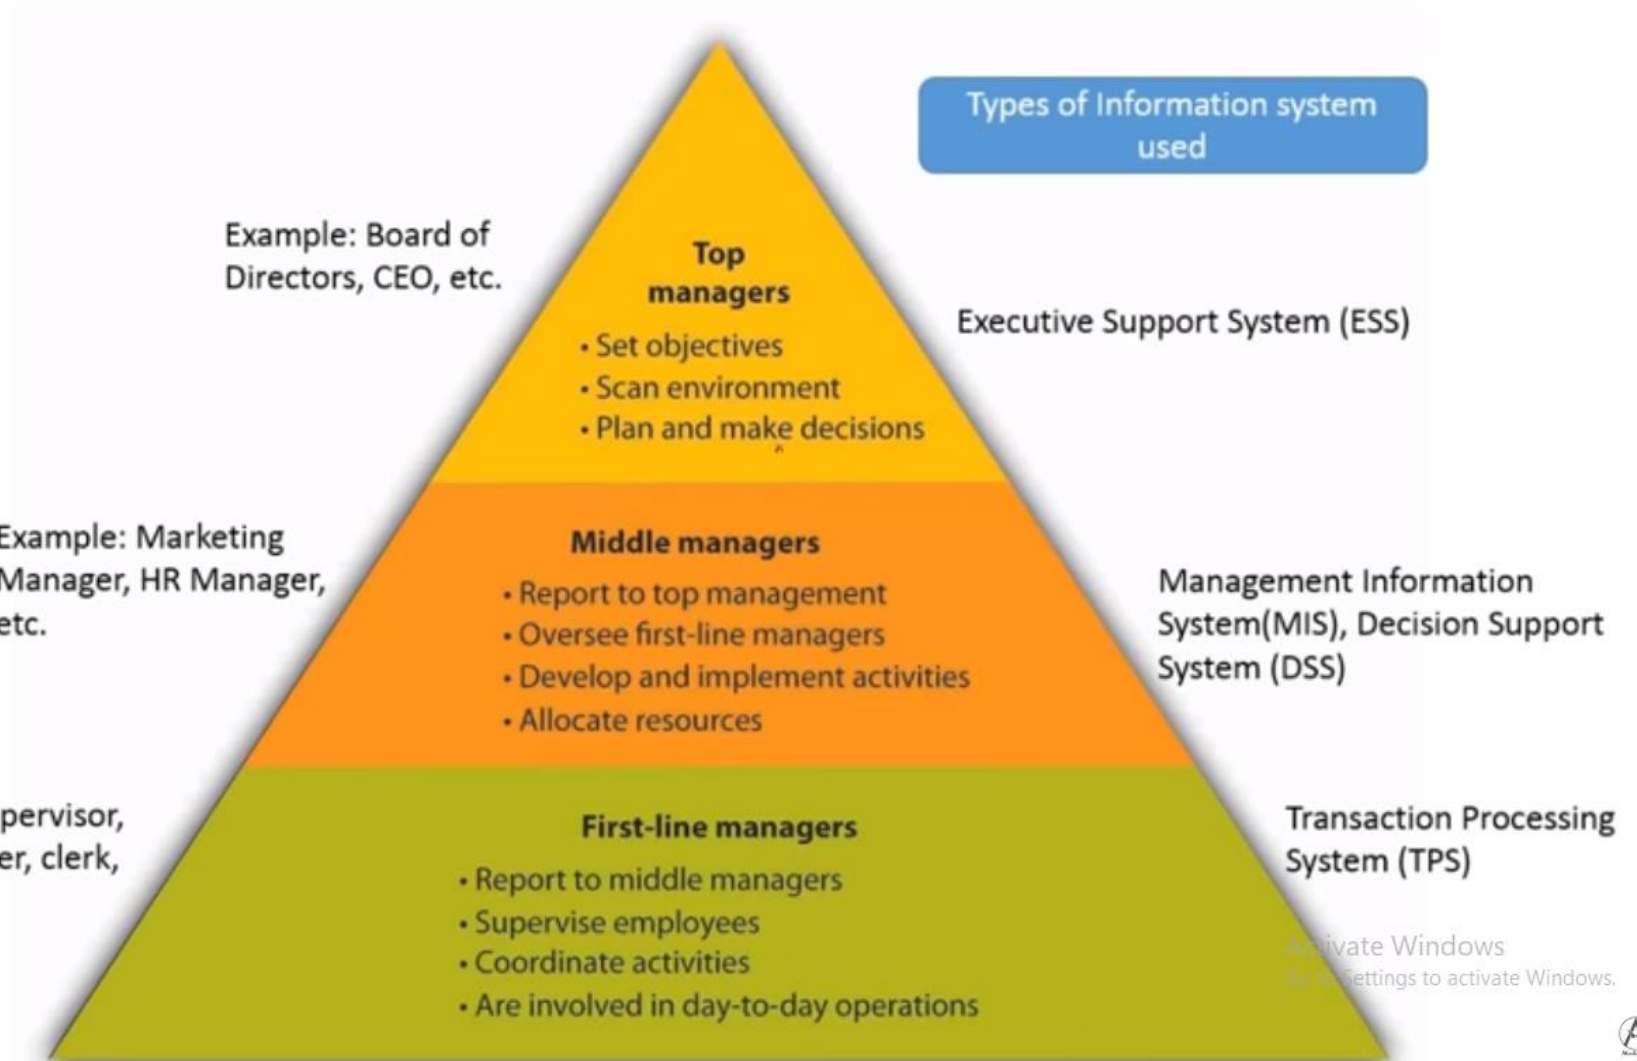 Types of Information system
used
Example: Board of
Directors, CEO, etc.
Top
managers
• Set objectives
• Scan environment
• Plan and make decisions
Executive Support System (ESS)
Example: Marketing
Manager, HR Manager,
etc.
Middle managers
• Report to top management
• Oversee first-line managers
• Develop and implement activities
• Allocate resources
Management Information
System(MIS), Decision Support
System (DSS)
pervisor,
er, clerk,
First-line managers
• Report to middle managers
• Supervise employees
• Coordinate activities
• Are involved in day-to-day operations
Transaction Processing
System (TPS)
Activate Windows
Go to Settings to activate Windows.